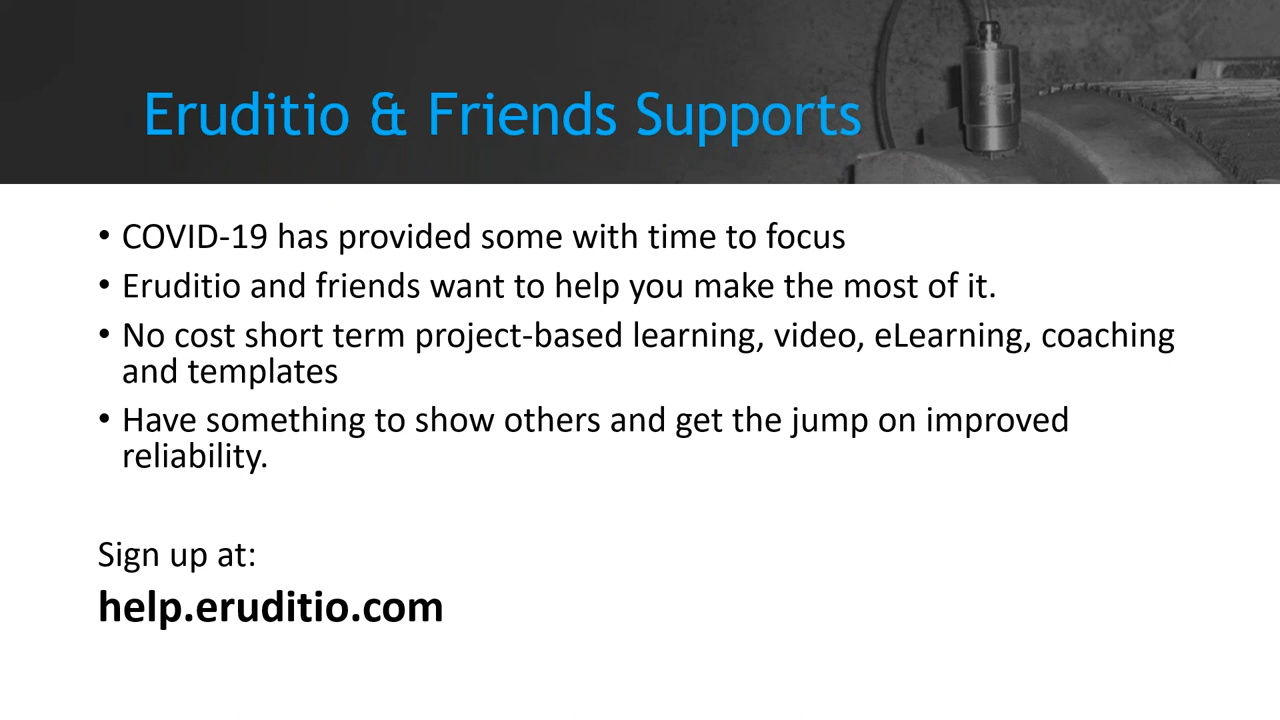 Eruditio & Friends Supports
• COVID-19 has provided some with time to focus
• Eruditio and friends want to help you make the most of it.
• No cost short term project-based learning, video, eLearning, coaching
and templates
• Have something to show others and get the jump on improved
reliability.
Sign up at:
help.eruditio.com